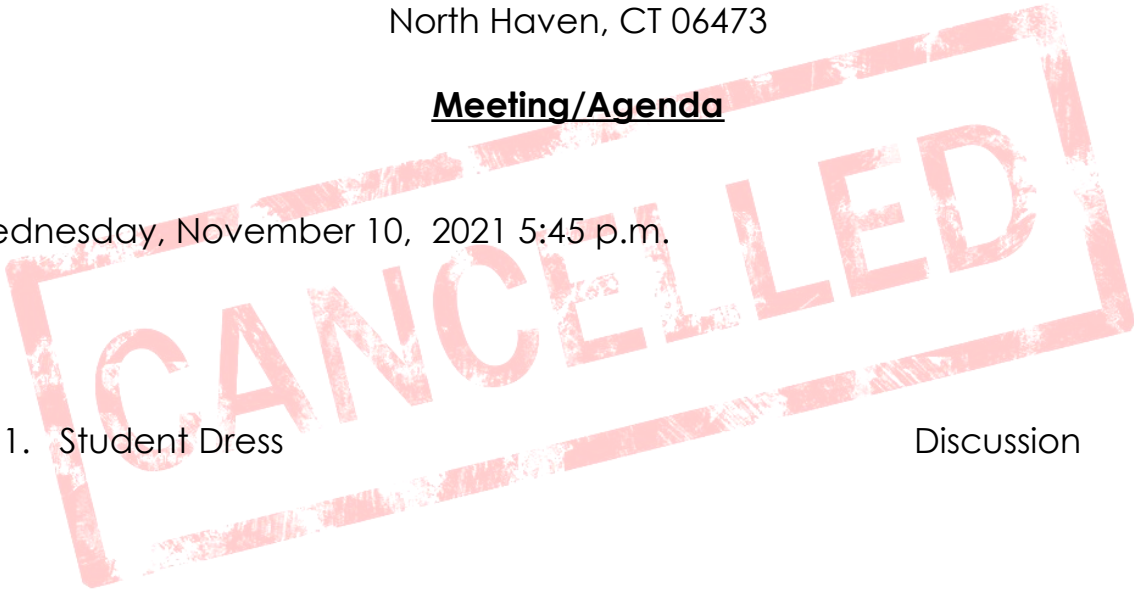 North Haven, CT 06473
Meeting/Agenda
ednesday, November 10, 2021 5:45 p.m.
CANCELLED
1. Student Dress Discussion